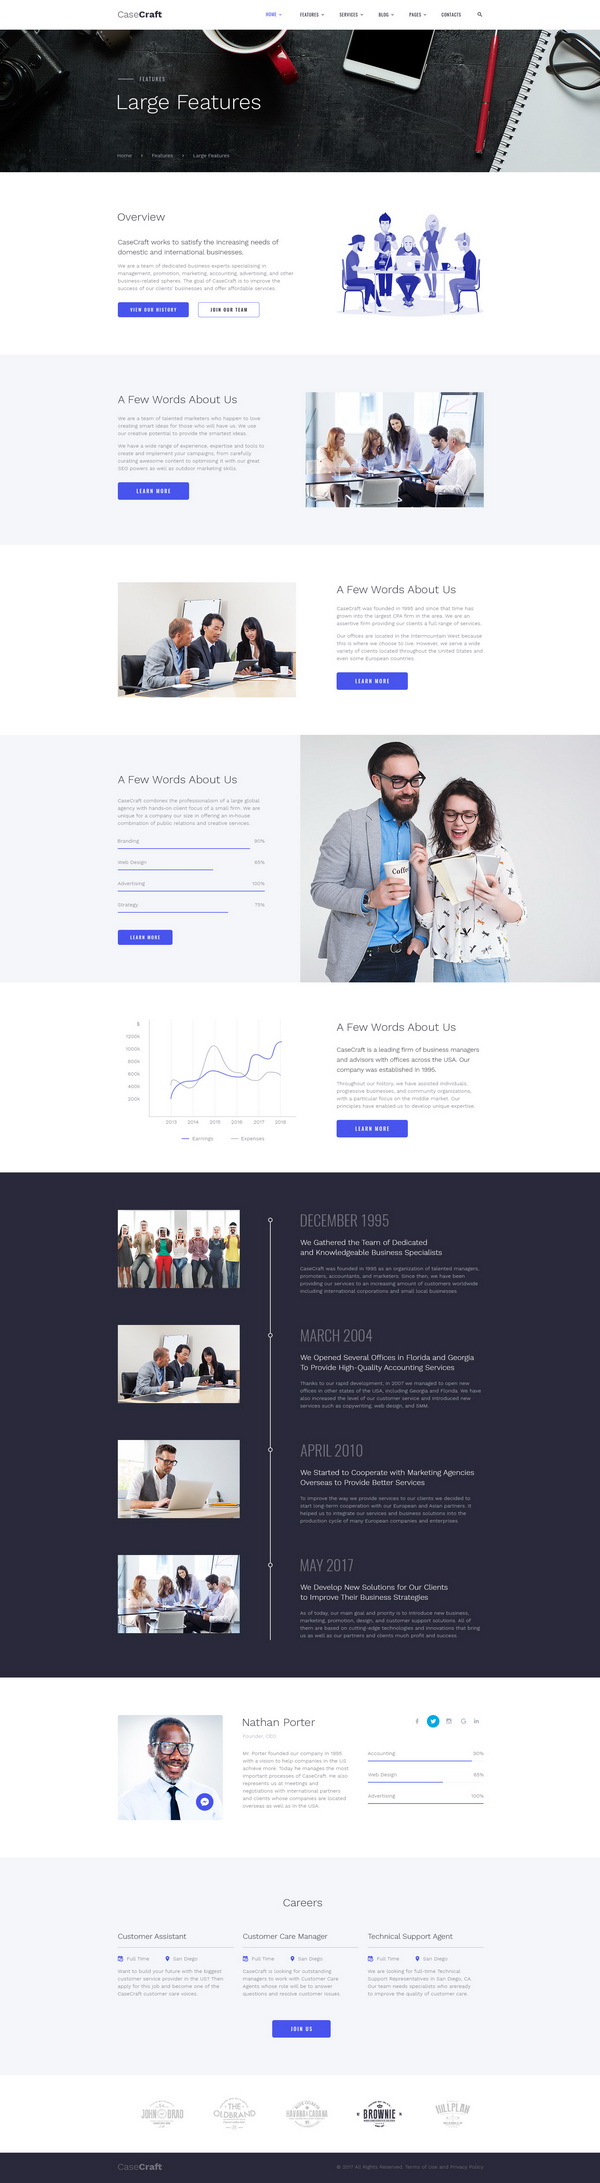 CaseCraft
HOME FEATURES SERVICES BLOG PAGES CONTACTS
FEATURES
Large Features
Home Features Large Features
Overview
CaseCraft works to satisfy the increasing needs of
domestic and international businesses.
We are a team of dedicated business experts specialising in
management, promotion, marketing, accounting, advertising, and other
business-related spheres. The goal of CaseCraft is to improve the
success of our clients' businesses and offer affordable services.
VIEW OUR HISTORY JOIN OUR TEAM
A Few Words About Us
We are a team of talented marketers who happen to love
creating smart ideas for those who will have us. We use
our creative potential to provide the smartest ideas.
We have a wide range of experience, expertise and tools to
create and implement your campaigns, from carefully
curating awesome content to optimising it with our great
SEO powers as well as outdoor marketing skills.
LEARN MORE
A Few Words About Us
CaseCraft was founded in 1995 and since that time has
grown into the largest CPA firm in the area. We are an
assertive firm providing our clients a full range of services.
Our offices are located in the Intermountain West because
this is where we choose to live. However, we serve a wide
variety of clients located throughout the United States and
even some European countries.
LEARN MORE
A Few Words About Us
CaseCraft combines the professionalism of a large global
agency with hands-on client focus of a small firm. We are
unique for a company our size in offering an in-house
combination of public relations and creative services.
Branding 90%
Web Design 65%
Advertising 100%
Strategy 75%
LEARN MORE
Coffe
$
1200k
1000k
800k
600k
400k
200k
2013 2014 2015 2016 2017 2018
Earnings Expenses
A Few Words About Us
CaseCraft is a leading firm of business managers
and advisors with offices across the USA. Our
company was established in 1995.
Throughout our history, we have assisted individuals,
progressive businesses, and community organizations,
with a particular focus on the middle market. Our
principles have enabled us to develop unique expertise.
LEARN MORE
DECEMBER 1995
We Gathered the Team of Dedicated
and Knowledgeable Business Specialists
CaseCraft was founded in 1995 as an organization of talented managers,
promoters, accountants, and marketers. Since then, we have been
providing our services to an increasing amount of customers worldwide
including international corporations and small local businesses.
MARCH 2004
We Opened Several Offices in Florida and Georgia
To Provide High-Quality Accounting Services
Thanks to our rapid development, in 2007 we managed to open new
offices in other states of the USA, including Georgia and Florida. We have
also increased the level of our customer service and introduced new
services such as copywriting, web design, and SMM.
APRIL 2010
We Started to Cooperate with Marketing Agencies
Overseas to Provide Better Services
To improve the way we provide services to our clients we decided to
start long-term cooperation with our European and Asian partners. It
helped us to integrate our services and business solutions into the
production cycle of many European companies and enterprises.
MAY 2017
We Develop New Solutions for Our Clients
to Improve Their Business Strategies
As of today, our main goal and priority is to introduce new business,
marketing, promotion, design, and customer support solutions. All of
them are based on cutting-edge technologies and innovations that bring
us as well as our partners and clients much profit and success.
Nathan Porter
Founder, CEO
Mr. Porter founded our company in 1995
with a vision to help companies in the US
achieve more. Today he manages the most
important processes of CaseCraft. He also
represents us at meetings and
negotiations with international partners
and clients whose companies are located
overseas as well as in the USA.
Accounting 90%
Web Design 65%
Advertising 100%
Careers
Customer Assistant
Full Time San Diego
Want to build your future with the biggest
customer service provider in the US? Then
apply for this job and become one of the
CaseCraft customer care voices.
Customer Care Manager
Full Time San Diego
CaseCraft is looking for outstanding
managers to work with Customer Care
Agents whose role will be to answer
questions and resolve customer issues.
Technical Support Agent
Full Time San Diego
We are looking for full-time Technical
Support Representatives in San Diego, CA.
Our team needs specialists who aready
to improve the quality of customer care.
JOIN US
JOHN BRAD
THE
OLDBRAND
HAVANA CABANA
BROWNIE
HILLPLAN
CaseCraft
© 2017 All Rights Reserved. Terms of Use and Privacy Policy